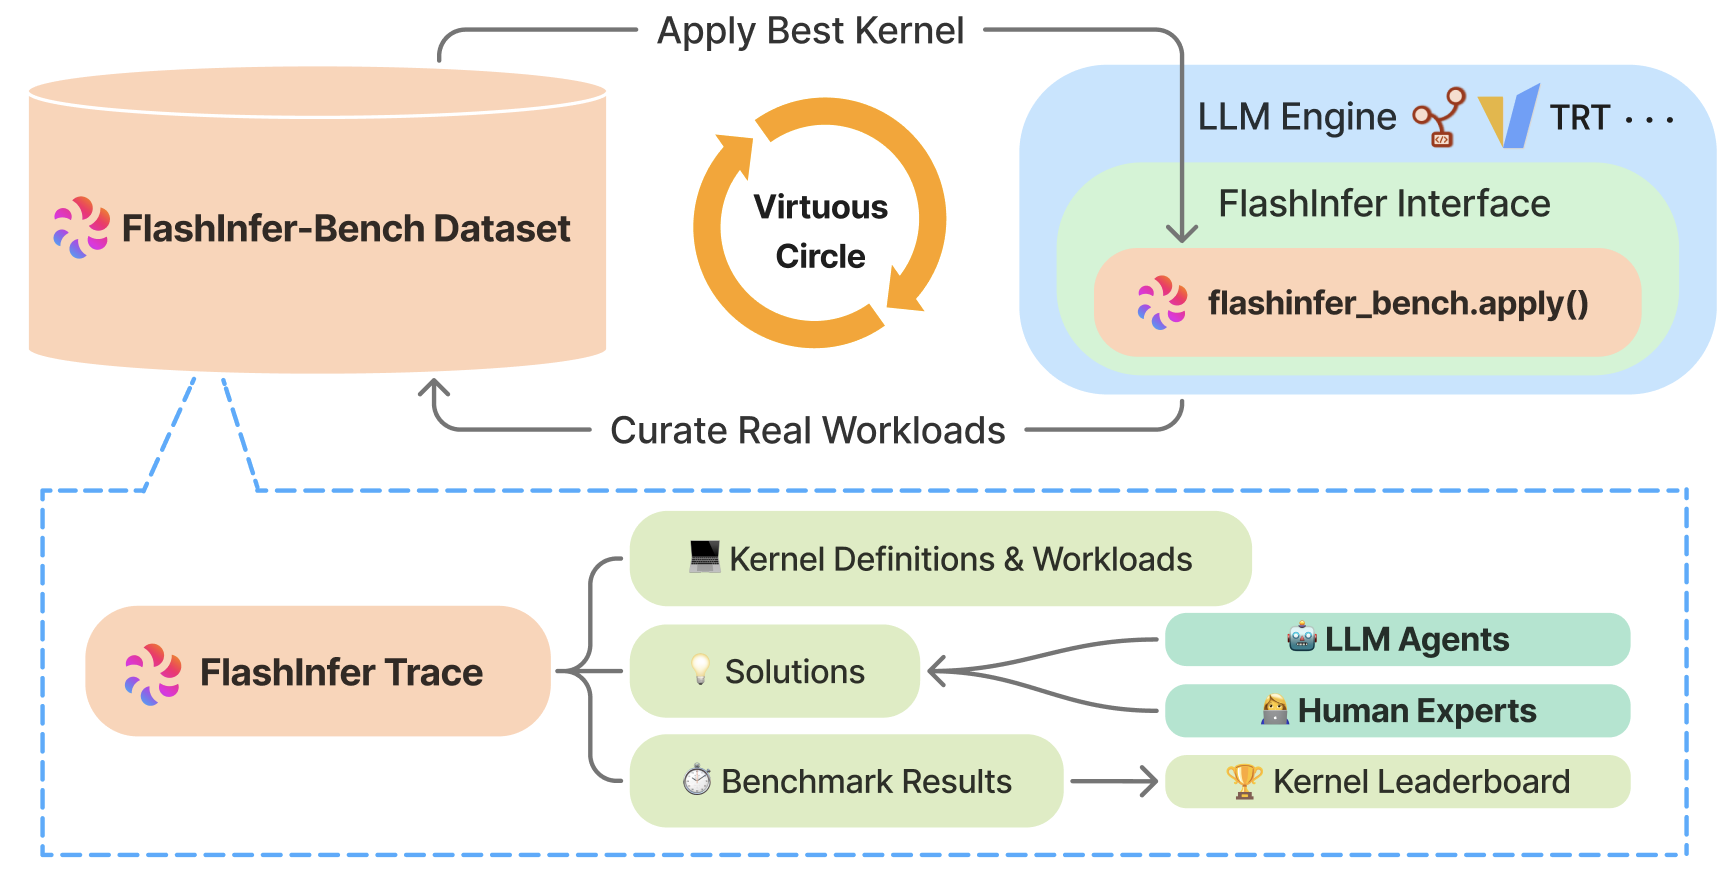 Apply Best Kernel
LLM Engine TRT ···
FlashInfer Interface
flashinfer_bench.apply()
FlashInfer-Bench Dataset
Virtuous
Circle
Curate Real Workloads
FlashInfer Trace
Kernel Definitions & Workloads
Solutions
Benchmark Results
LLM Agents
Human Experts
Kernel Leaderboard